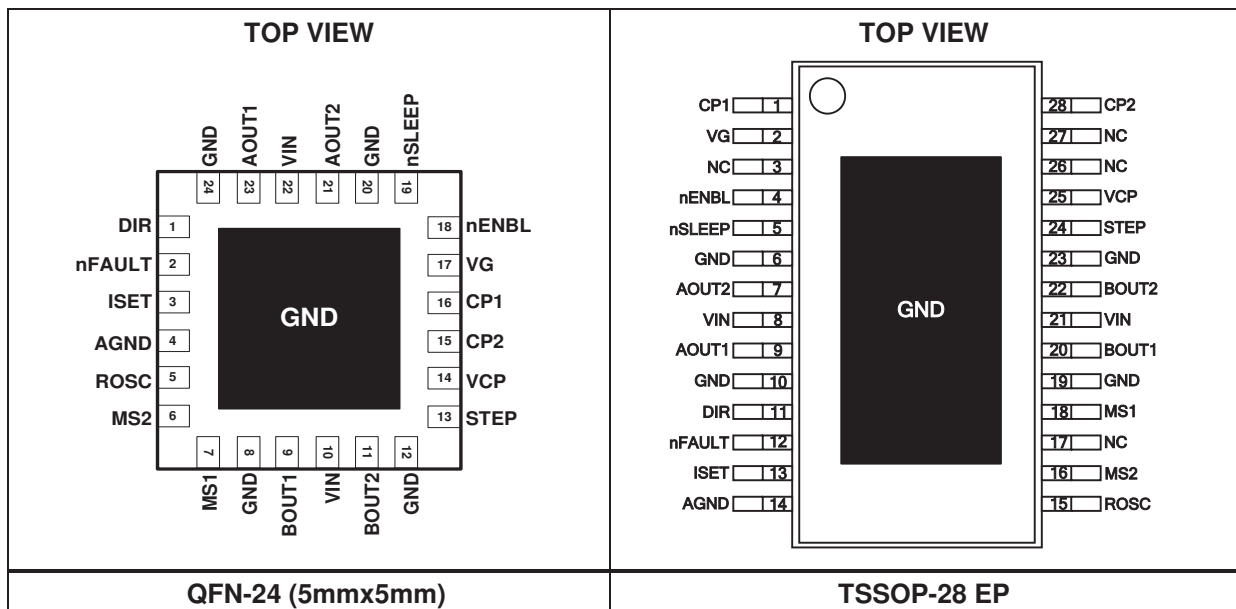 TOP VIEW
GND
AOUT1
VIN
AOUT2
GND
nSLEEP
24 23 22 21 20 19
DIR 1
nFAULT 2
ISET 3
AGND 4
ROSC 5
MS2 6
18 nENBL
17 VG
16 CP1
15 CP2
14 VCP
13 STEP
GND
7 8 9 10 11 12
MS1
GND
BOUT1
VIN
BOUT2
GND
QFN-24 (5mmx5mm)
TOP VIEW
CP1 1
VG 2
NC 3
nENBL 4
nSLEEP 5
GND 6
AOUT2 7
VIN 8
AOUT1 9
GND 10
DIR 11
nFAULT 12
ISET 13
AGND 14
GND
28 CP2
27 NC
26 NC
25 VCP
24 STEP
23 GND
22 BOUT2
21 VIN
20 BOUT1
19 GND
18 MS1
17 NC
16 MS2
15 ROSC
TSSOP-28 EP